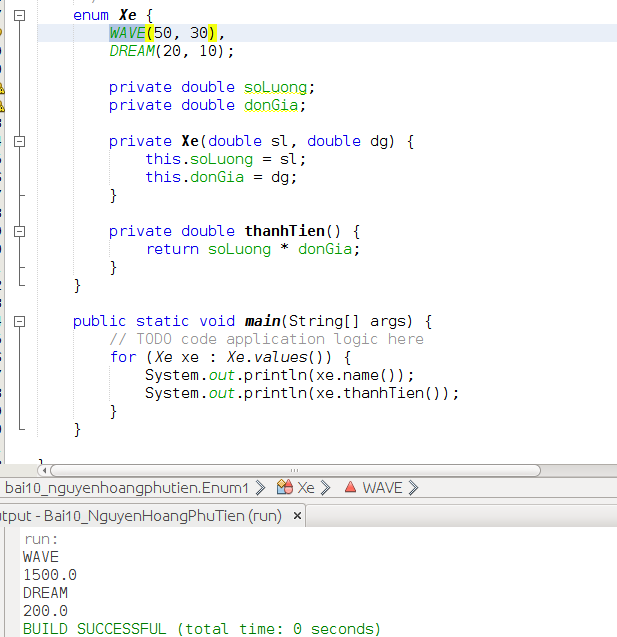 enum Xe {
WAVE(50, 30),
DREAM(20, 10);
private double soLuong;
private double donGia;
private Xe(double sl, double dg) {
this.soLuong = sl;
this.donGia = dg;
}
private double thanhTien() {
return soLuong * donGia;
}
}
public static void main(String[] args) {
// TODO code application logic here
for (Xe xe : Xe.values()) {
System.out.println(xe.name());
System.out.println(xe.thanhTien());
}
}
bai10_nguyenhoangphutien.Enum1 Xe WAVE
utput - Bai10_NguyenHoangPhuTien (run) ×
run:
WAVE
1500.0
DREAM
200.0
BUILD SUCCESSFUL (total time: 0 seconds)